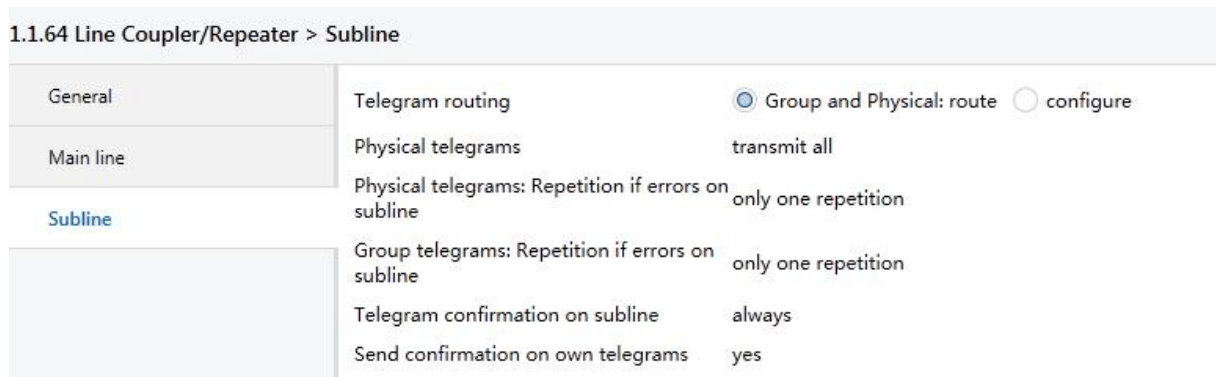 1.1.64 Line Coupler/Repeater > Subline
General
Main line
Subline
Telegram routing Group and Physical: route configure
Physical telegrams transmit all
Physical telegrams: Repetition if errors on
subline only one repetition
Group telegrams: Repetition if errors on
subline only one repetition
Telegram confirmation on subline always
Send confirmation on own telegrams yes